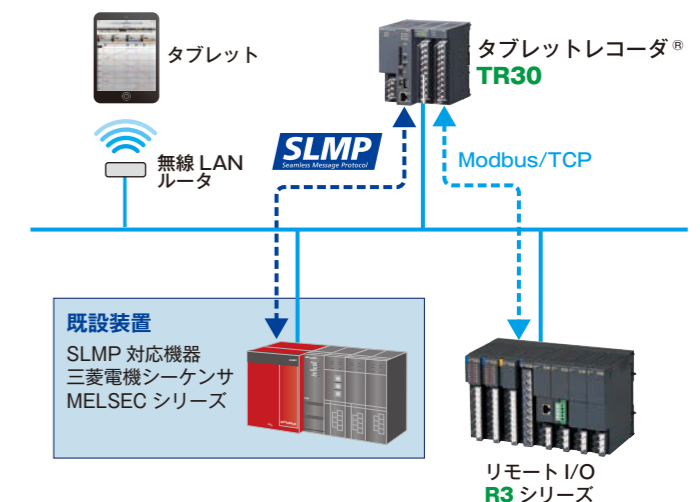 タブレット
タブレットレコーダ®
TR30
無線 LAN
ルータ
SLMP
Seamless Message Protocol
Modbus/TCP
既設装置
SLMP 対応機器
三菱電機シーケンサ
MELSEC シリーズ
リモート I/O
R3 シリーズ